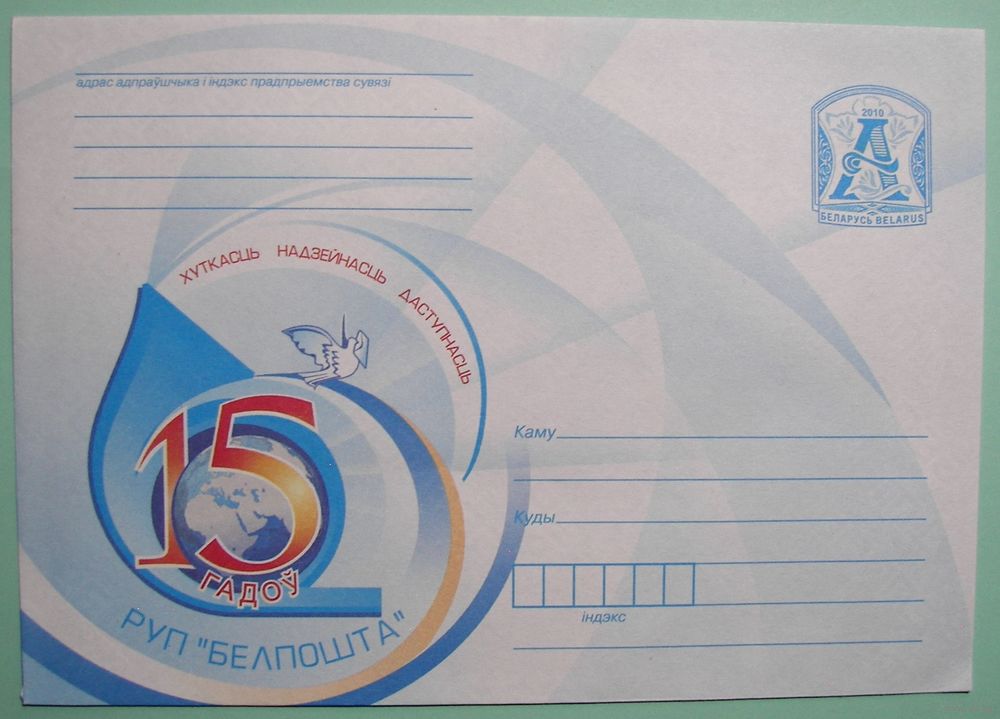 адрас адпраўшчыка і індэкс прадпрыемства сувязі
2010
А
БЕЛАРУСЬ BELARUS
ХУТКАСЦЬ НАДЗЕЙНАСЦЬ ДАСТУПНАСЦЬ
15
ГАДОЎ
РУП "БЕЛПОШТА"
Каму
Куды
індэкс